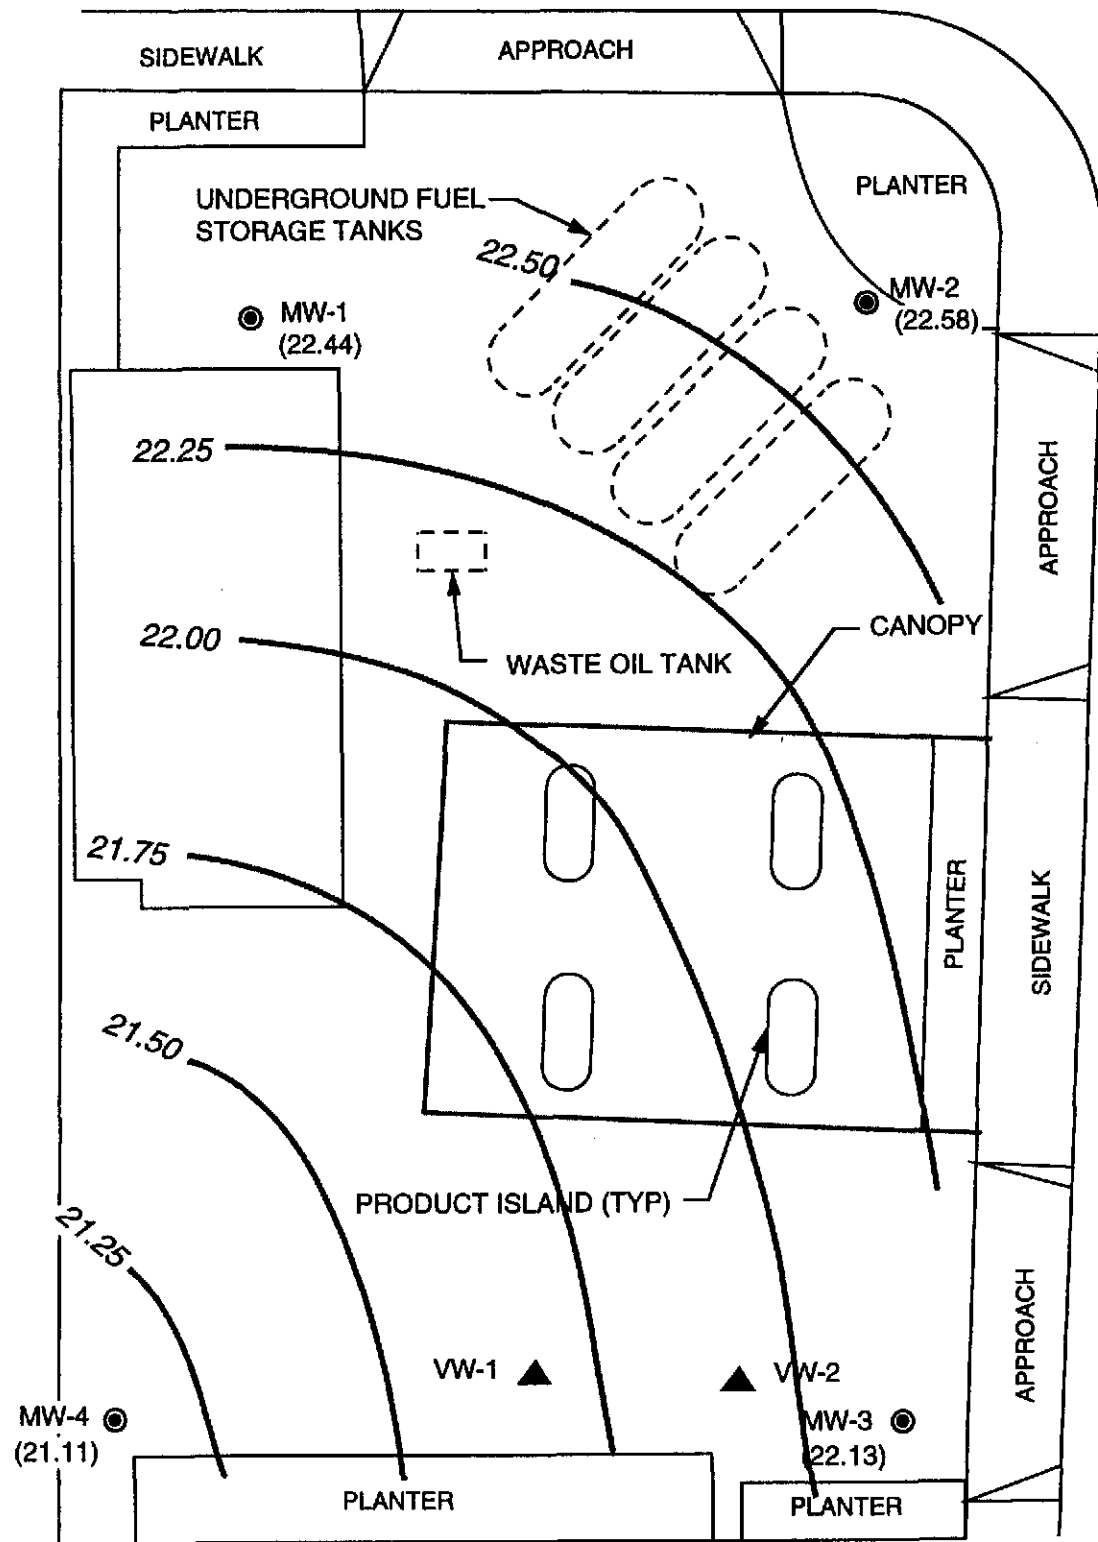 SIDEWALK
APPROACH
PLANTER
PLANTER
UNDERGROUND FUEL
STORAGE TANKS
22.50
MW-1
(22.44)
MW-2
(22.58)
22.25
APPROACH
22.00
WASTE OIL TANK
CANOPY
21.75
PLANTER
SIDEWALK
21.50
PRODUCT ISLAND (TYP)
21.25
APPROACH
VW-1
VW-2
MW-4
(21.11)
MW-3
(22.13)
PLANTER
PLANTER